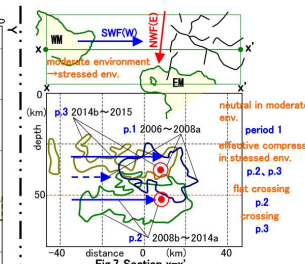 Y
WM
SWF(W)
NWF(E)
x
x'
moderate environment
→stressed env.
EM
x
x'
0
(km)
depth
50
p.3 2014b~2015
p.1 2006~2008a
p.2 2008b~2014a
neutral in moderate
env.
period 1
effective compress
in stressed env.
p.2, p.3
flat crossing
p.2
crossing
p.3
-40
distance
0
(km)
40
Fig.7 Section x-x'